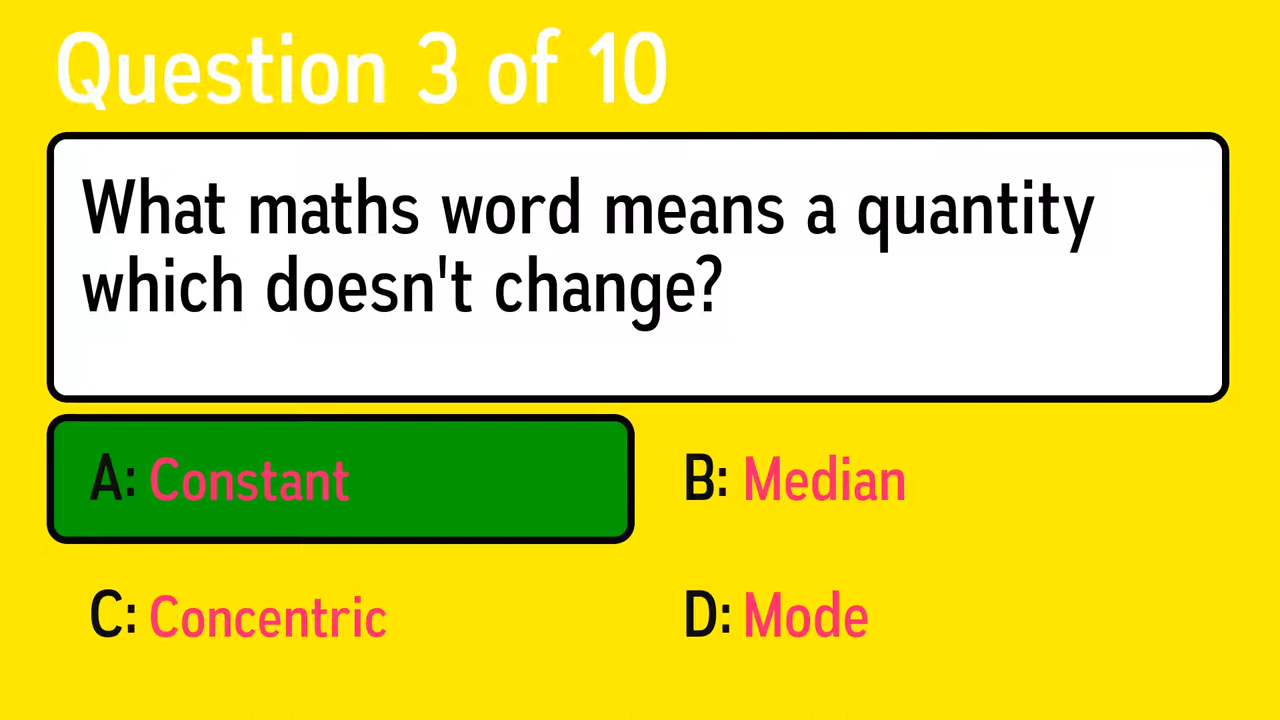 Question 3 of 10
What maths word means a quantity
which doesn't change?
A: Constant
B: Median
C: Concentric
D: Mode